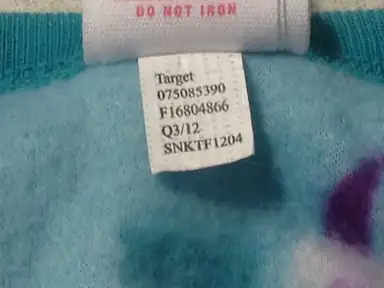 DO NOT IRON
Target
075085390
F16804866
Q3/12
SNKTF1204